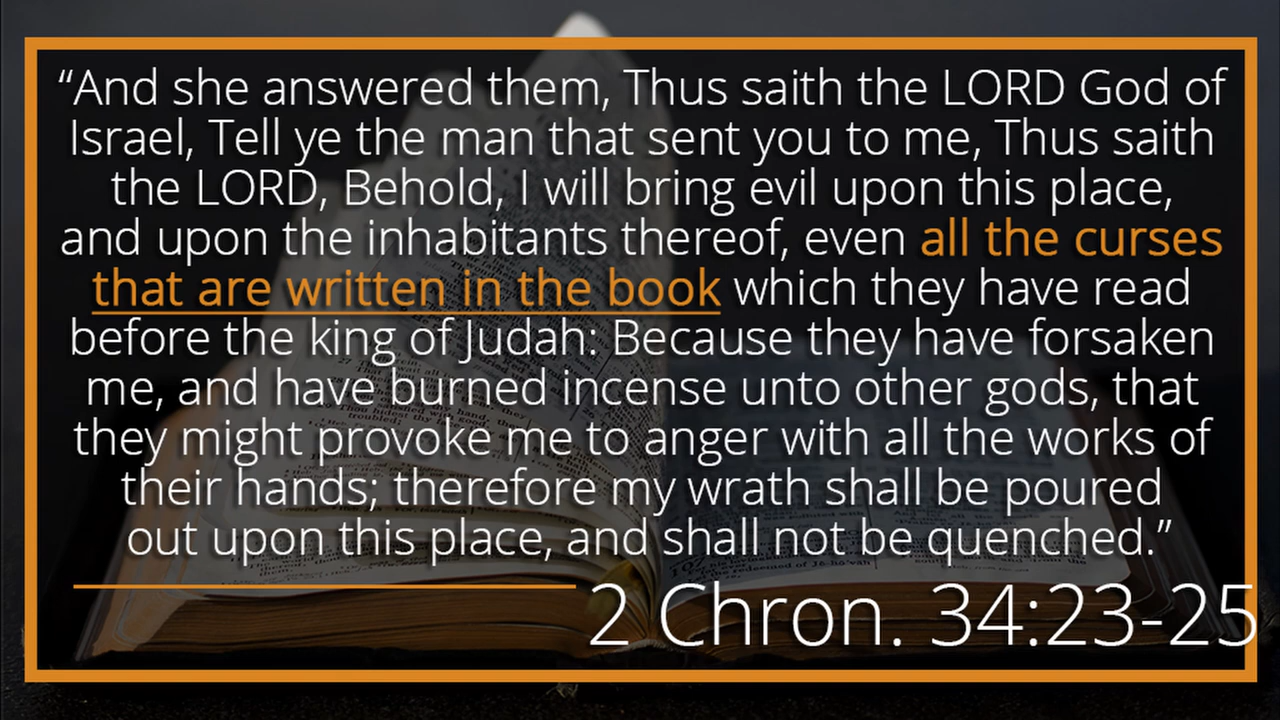 “And she answered them, Thus saith the LORD God of
Israel, Tell ye the man that sent you to me, Thus saith
the LORD, Behold, I will bring evil upon this place,
and upon the inhabitants thereof, even all the curses
that are written in the book which they have read
before the king of Judah: Because they have forsaken
me, and have burned incense unto other gods, that
they might provoke me to anger with all the works of
their hands; therefore my wrath shall be poured
out upon this place, and shall not be quenched.”
2 Chron. 34:23-25